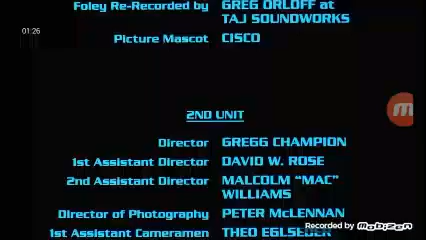 Foley Re-Recorded by GREG ORLOFF at
TAJ SOUNDWORKS
01:26
Picture Mascot CISCO
2ND UNIT
Director GREGG CHAMPION
1st Assistant Director DAVID W. ROSE
2nd Assistant Director MALCOLM “MAC”
WILLIAMS
Director of Photography PETER McLENNAN
Recorded by Mobizen
1st Assistant Cameramen THEO EGLSEDER